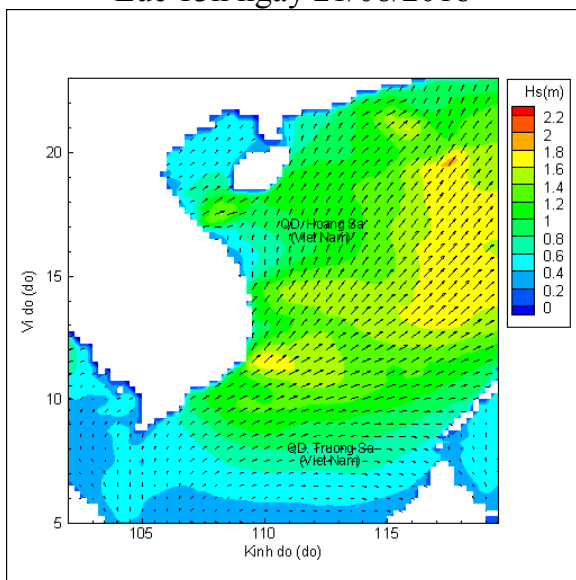 Hs(m)
2.2
2
1.8
1.6
1.4
1.2
1
0.8
0.6
0.4
0.2
0
20
15
10
5
Vi do (do)
QD. Hoang Sa
(Viet Nam)
QD. Truong Sa
(Viet Nam)
105
110
115
Kinh do (do)